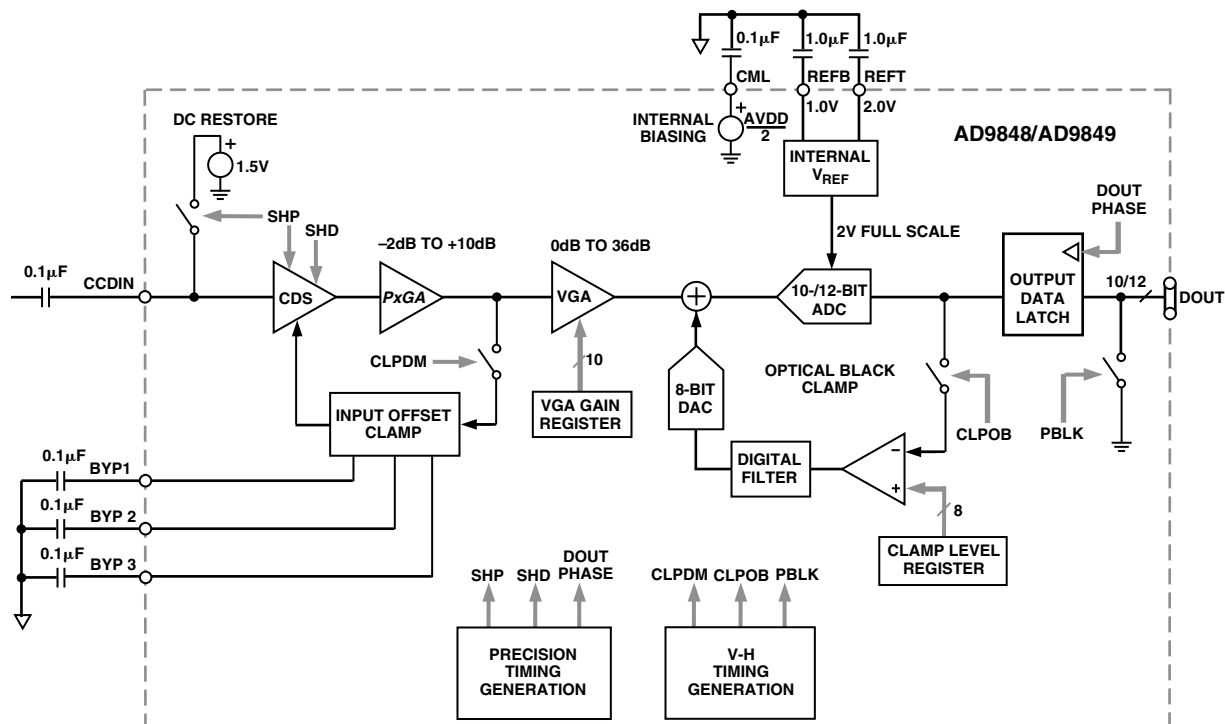 0.1μF
1.0μF
1.0μF
CML
REFB
REFT
1.0V
2.0V
DC RESTORE
INTERNAL
BIASING
+
AVDD
2
AD9848/AD9849
+
1.5V
INTERNAL
VREF
DOUT
PHASE
SHP
SHD
–2dB TO +10dB
0dB TO 36dB
2V FULL SCALE
0.1μF
CCDIN
CDS
PxGA
VGA
+
10-/12-BIT
ADC
OUTPUT
DATA
LATCH
10/12
DOUT
CLPDM
10
8-BIT
DAC
OPTICAL BLACK
CLAMP
INPUT OFFSET
CLAMP
VGA GAIN
REGISTER
CLPOB
PBLK
–
+
DIGITAL
FILTER
8
0.1μF
BYP1
0.1μF
BYP 2
0.1μF
BYP 3
CLAMP LEVEL
REGISTER
SHP
SHD
DOUT
PHASE
CLPDM
CLPOB
PBLK
PRECISION
TIMING
GENERATION
V-H
TIMING
GENERATION